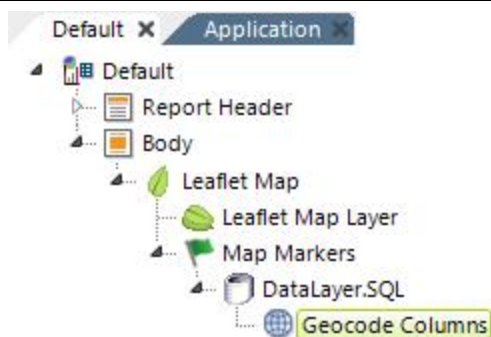 Default Application
Default
Report Header
Body
Leaflet Map
Leaflet Map Layer
Map Markers
DataLayer.SQL
Geocode Columns